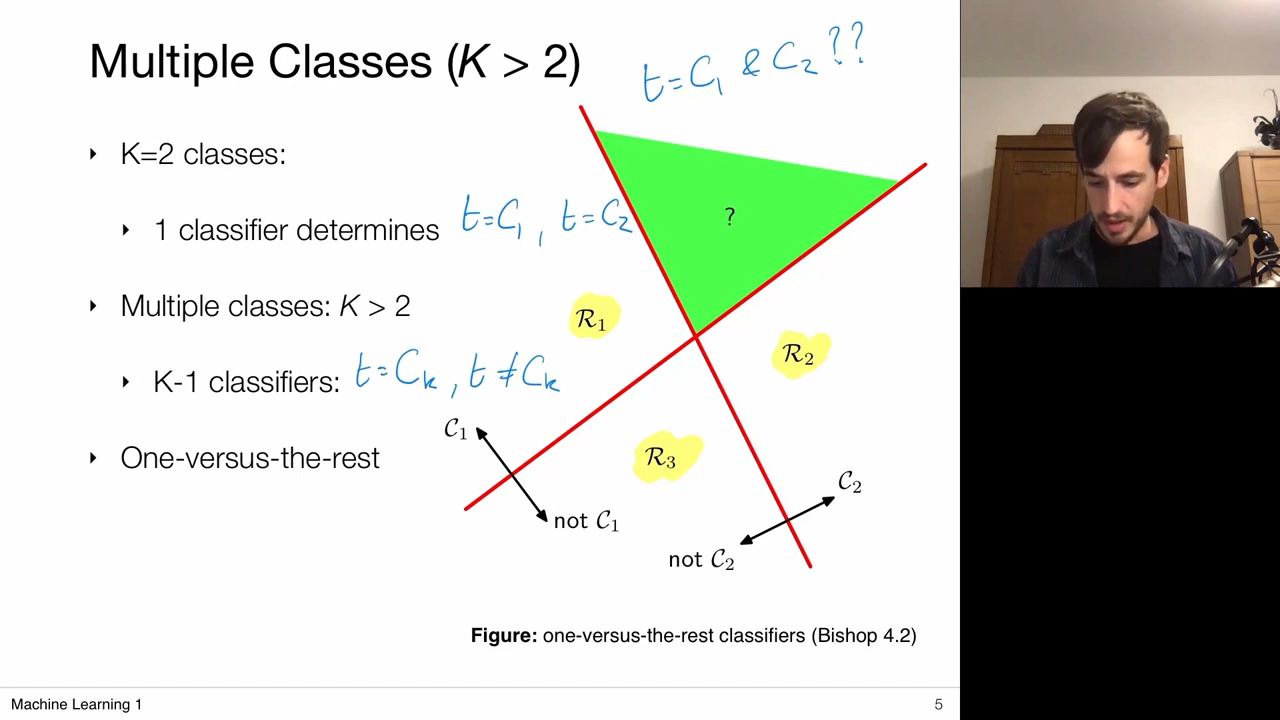 Multiple Classes (K > 2)
t=C₁ & C₂ ??
K=2 classes:
1 classifier determines t=C₁, t=C₂
?
Multiple classes: K > 2
R₁
R₂
K-1 classifiers: t=Cₖ, t≠Cₖ
C₁
One-versus-the-rest
R₃
C₂
not C₁
not C₂
Figure: one-versus-the-rest classifiers (Bishop 4.2)
Machine Learning 1
5